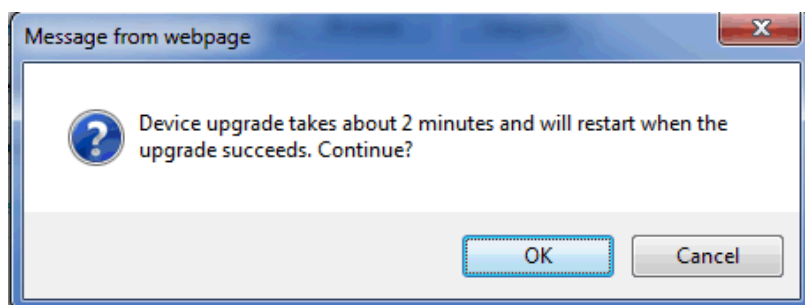 Message from webpage
Device upgrade takes about 2 minutes and will restart when the
upgrade succeeds. Continue?
OK
Cancel